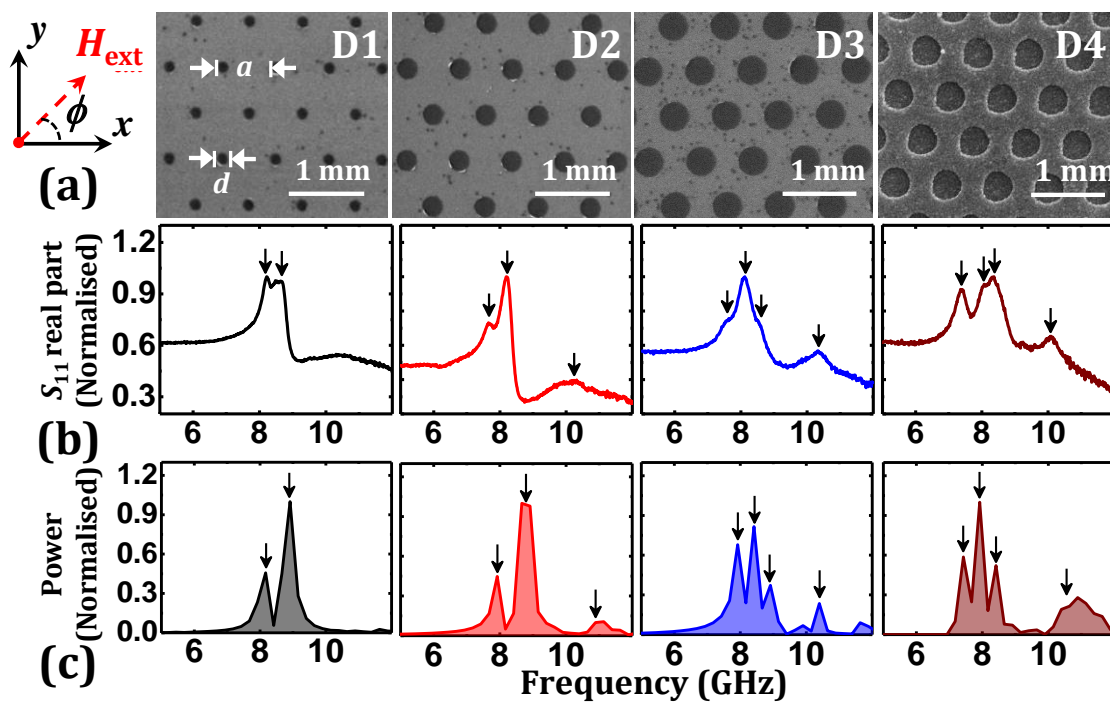 y
H_ext
ϕ
x
(a)
D1
a
d
1 mm
D2
1 mm
D3
1 mm
D4
1 mm
S₁₁ real part
(Normalised)
1.2
0.9
0.6
0.3
6 8 10
6 8 10
6 8 10
6 8 10
(b)
Power
(Normalised)
1.2
0.9
0.6
0.3
0.0
6 8 10
6 8 10
6 8 10
6 8 10
(c)
Frequency (GHz)